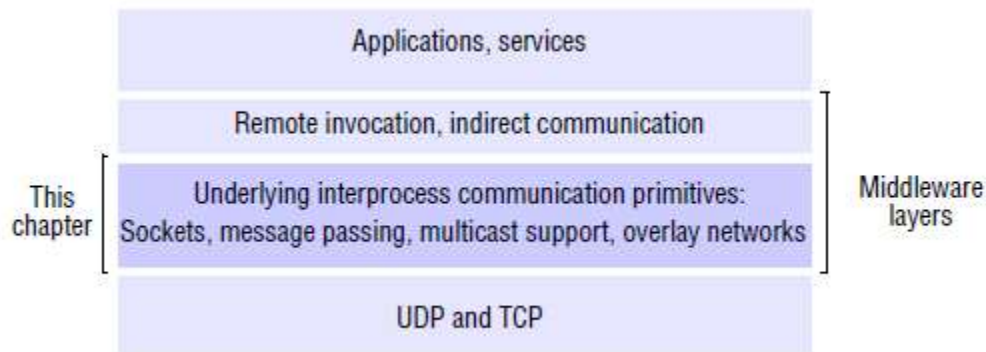 Applications, services
Remote invocation, indirect communication
This
chapter
Underlying interprocess communication primitives:
Sockets, message passing, multicast support, overlay networks
Middleware
layers
UDP and TCP